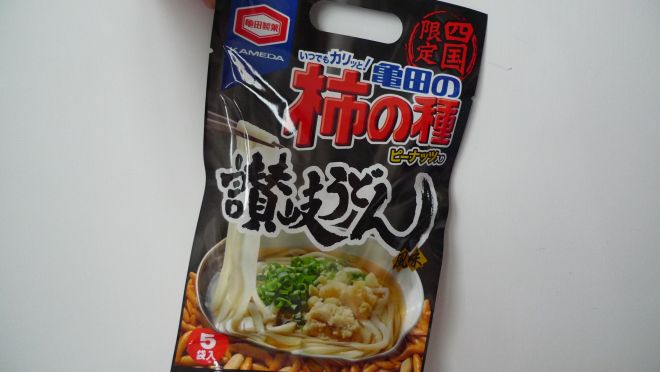 亀田製菓
KAMEDA
四国
限定
いつでもカリッと!
亀田の
柿の種
ピーナッツ入り
讃岐うどん
風味
5
袋入